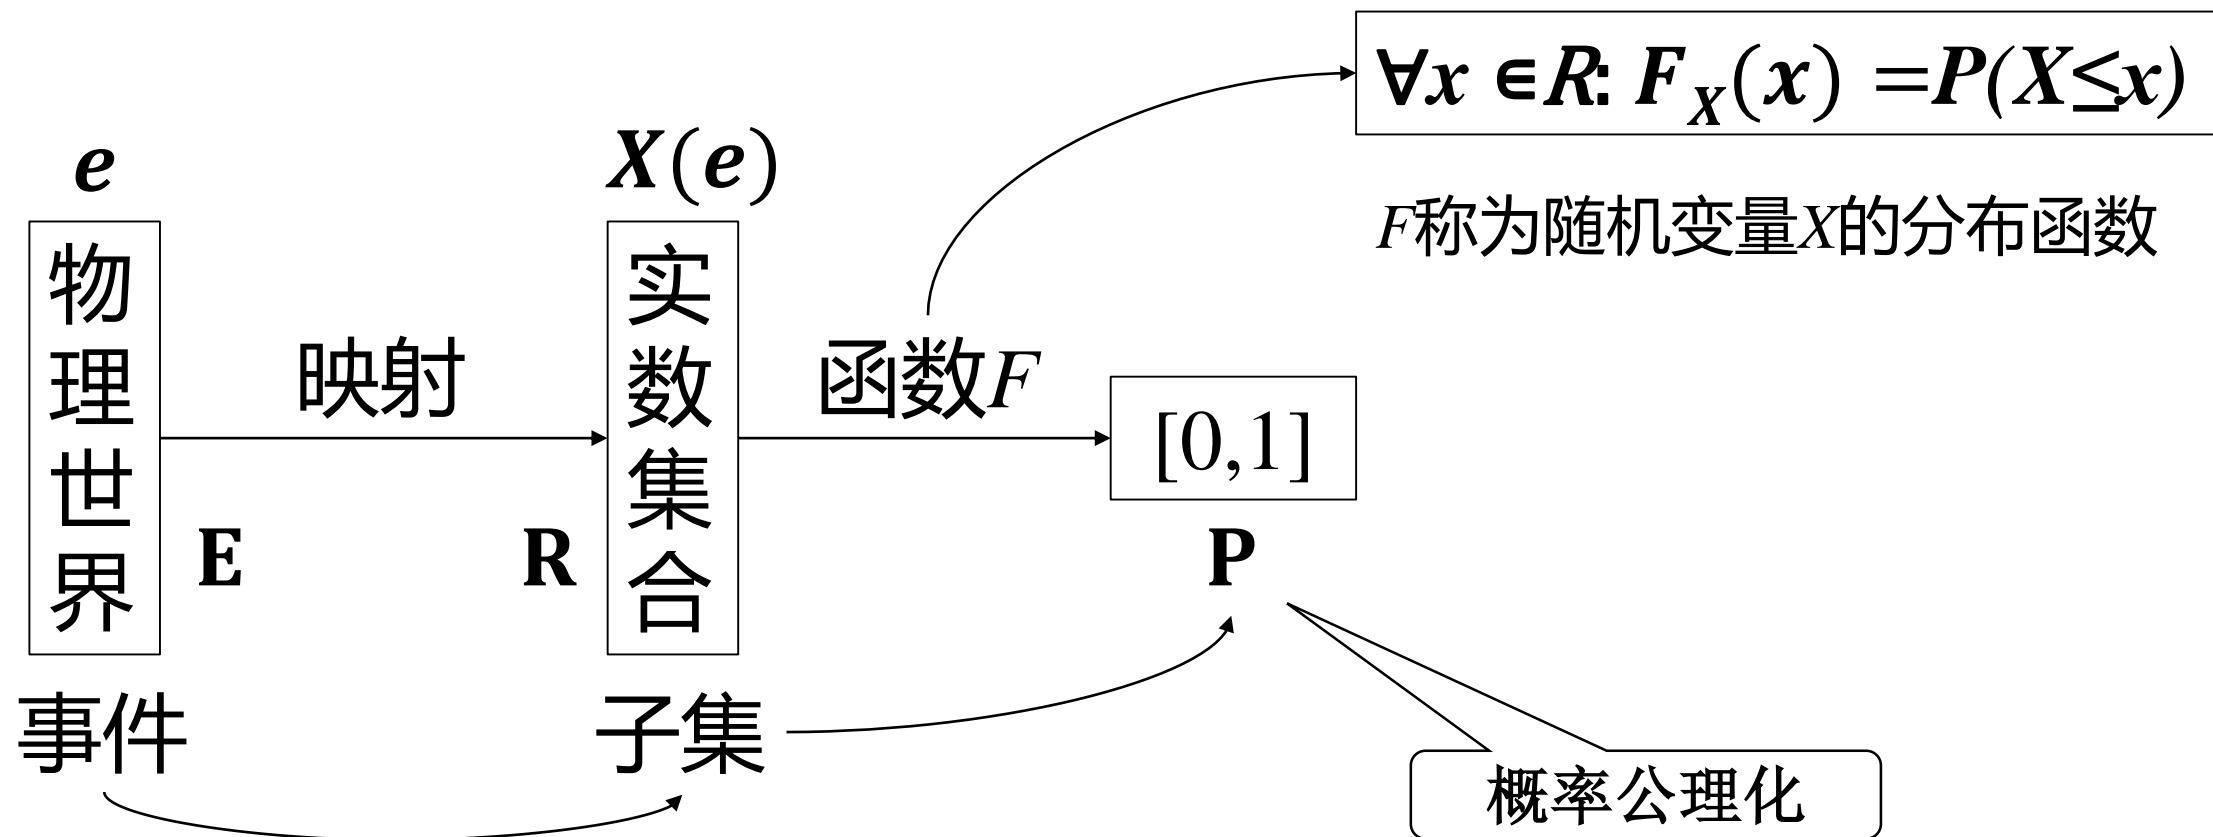 ∀x ∈R: F_X(x) =P(X≤x)
e
X(e)
F称为随机变量X的分布函数
物理世界
映射
实数集合
函数F
[0,1]
E
R
P
事件
子集
概率公理化